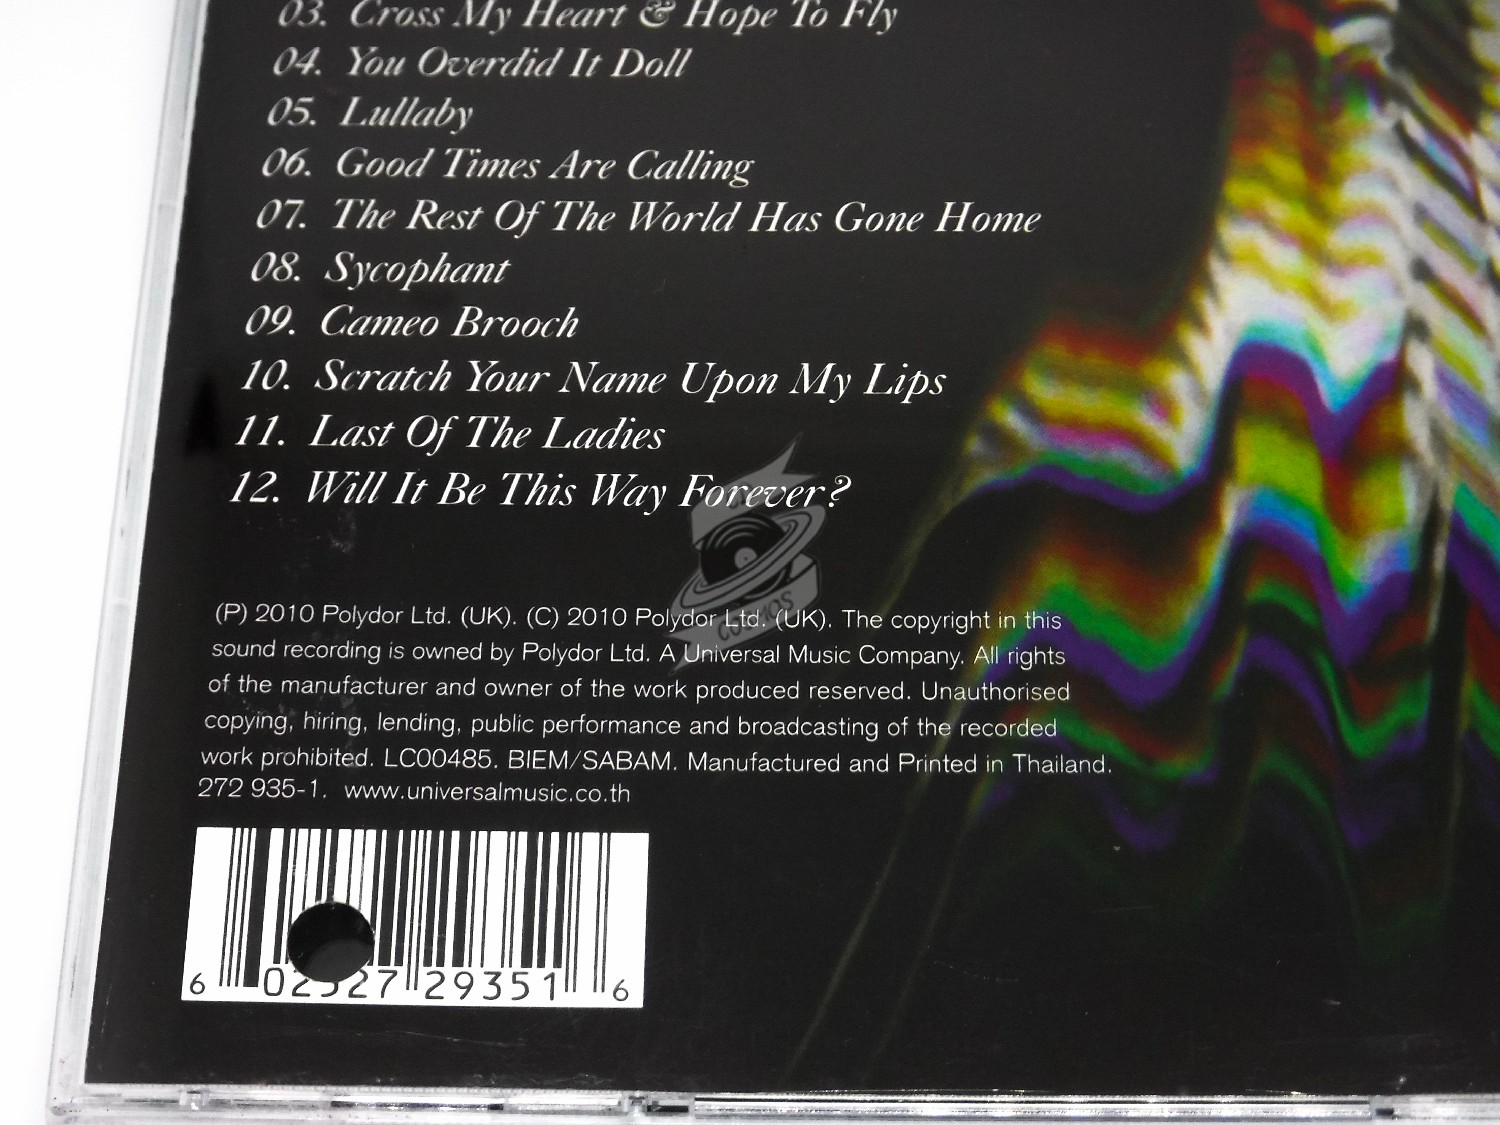 03. Cross My Heart & Hope To Fly
04. You Overdid It Doll
05. Lullaby
06. Good Times Are Calling
07. The Rest Of The World Has Gone Home
08. Sycophant
09. Cameo Brooch
10. Scratch Your Name Upon My Lips
11. Last Of The Ladies
12. Will It Be This Way Forever?
COSMOS
(P) 2010 Polydor Ltd. (UK). (C) 2010 Polydor Ltd. (UK). The copyright in this
sound recording is owned by Polydor Ltd. A Universal Music Company. All rights
of the manufacturer and owner of the work produced reserved. Unauthorised
copying, hiring, lending, public performance and broadcasting of the recorded
work prohibited. LC00485. BIEM/SABAM. Manufactured and Printed in Thailand.
272 935-1. www.universalmusic.co.th
6 02527 29351 6